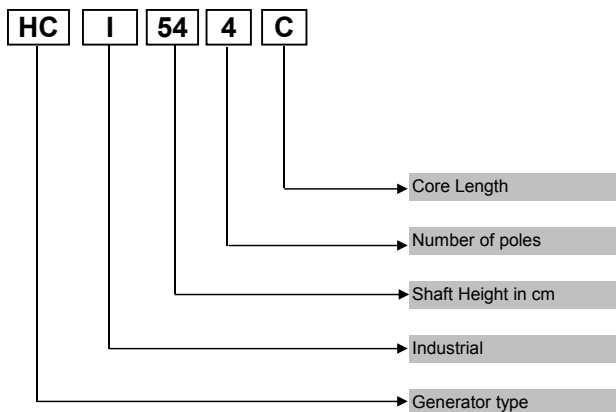 HC I 54 4 C
Core Length
Number of poles
Shaft Height in cm
Industrial
Generator type